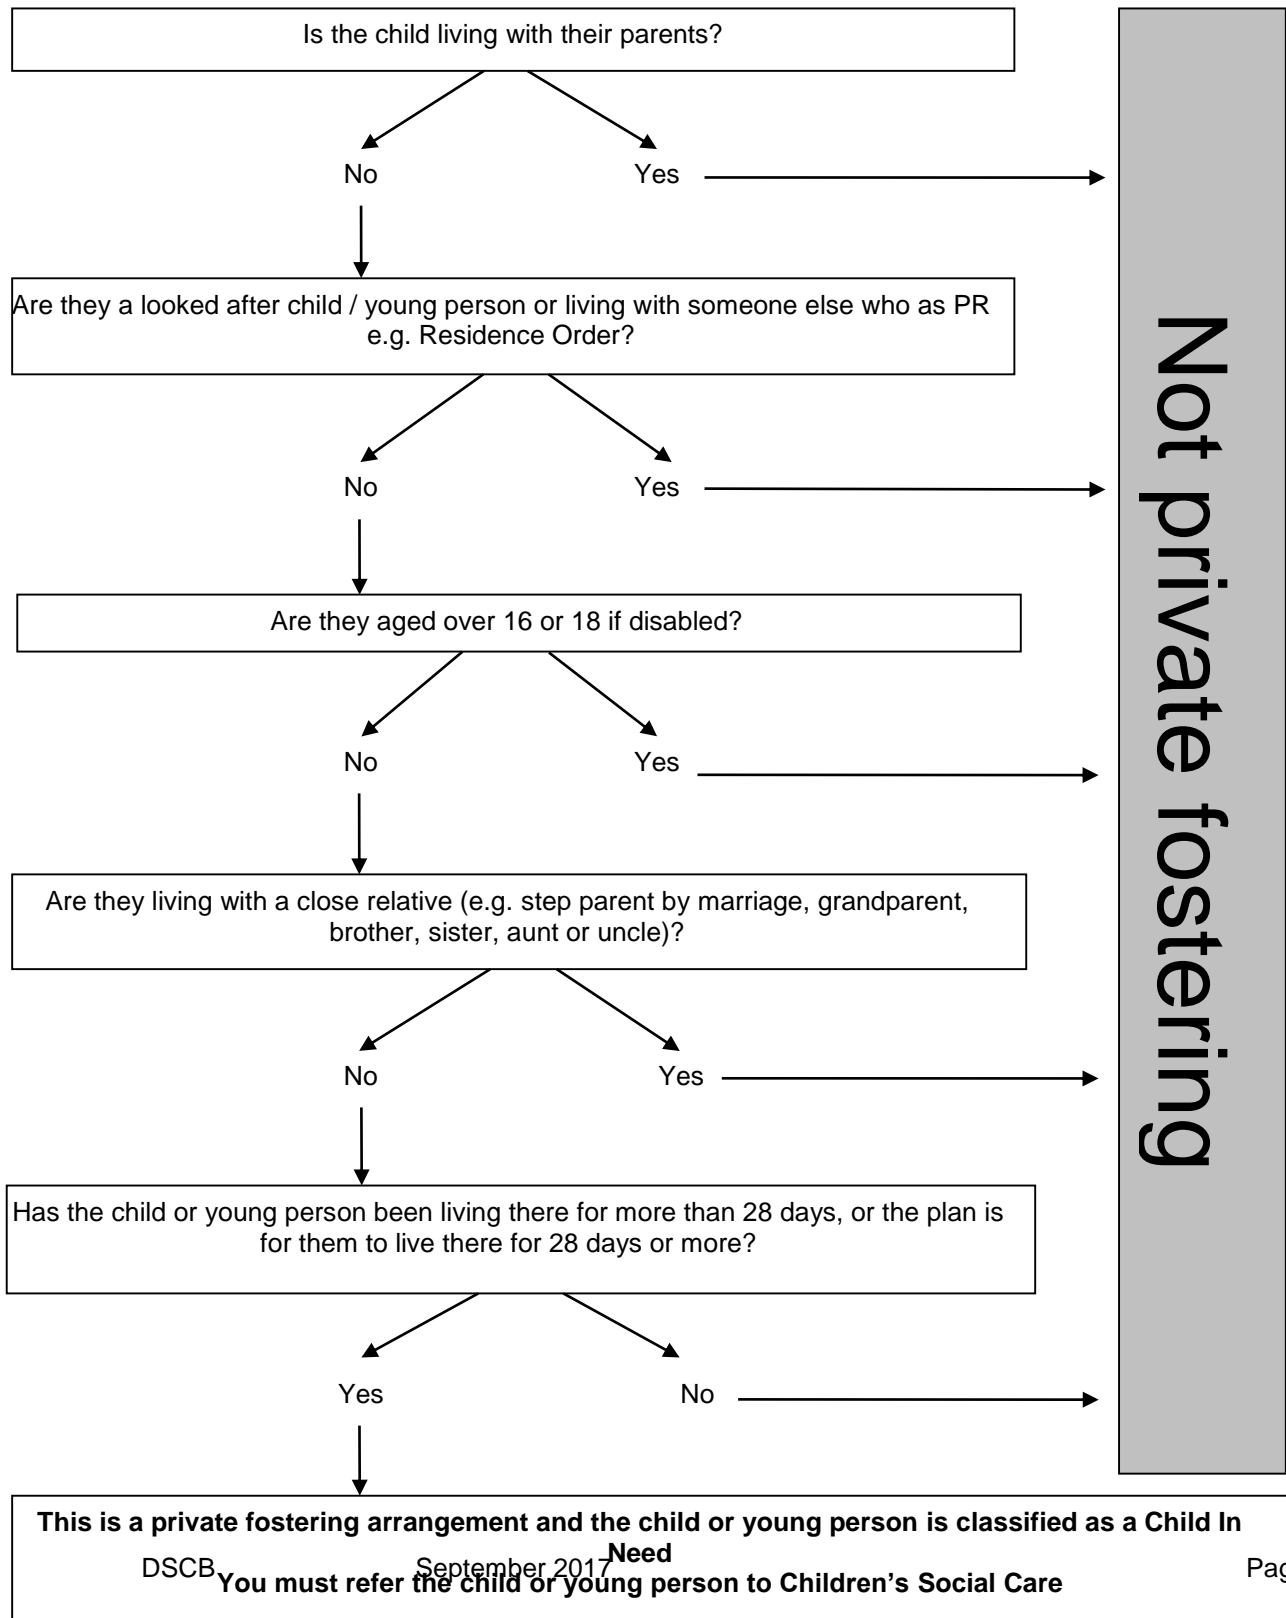 Is the child living with their parents?
No
Yes
Are they a looked after child / young person or living with someone else who as PR
e.g. Residence Order?
No
Yes
Are they aged over 16 or 18 if disabled?
No
Yes
Are they living with a close relative (e.g. step parent by marriage, grandparent,
brother, sister, aunt or uncle)?
No
Yes
Has the child or young person been living there for more than 28 days, or the plan is
for them to live there for 28 days or more?
Yes
No
Not private fostering
This is a private fostering arrangement and the child or young person is classified as a Child In
Need
DSCB September 2017 Pag
You must refer the child or young person to Children's Social Care